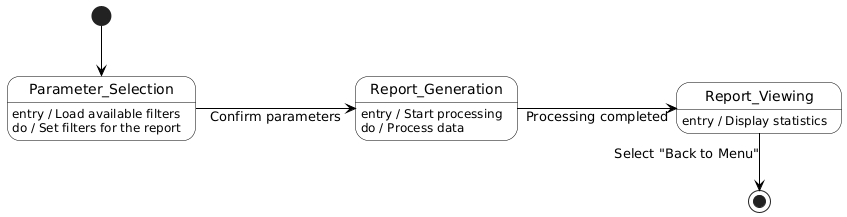 Parameter_Selection
entry / Load available filters
do / Set filters for the report
Confirm parameters
Report_Generation
entry / Start processing
do / Process data
Processing completed
Report_Viewing
entry / Display statistics
Select "Back to Menu"